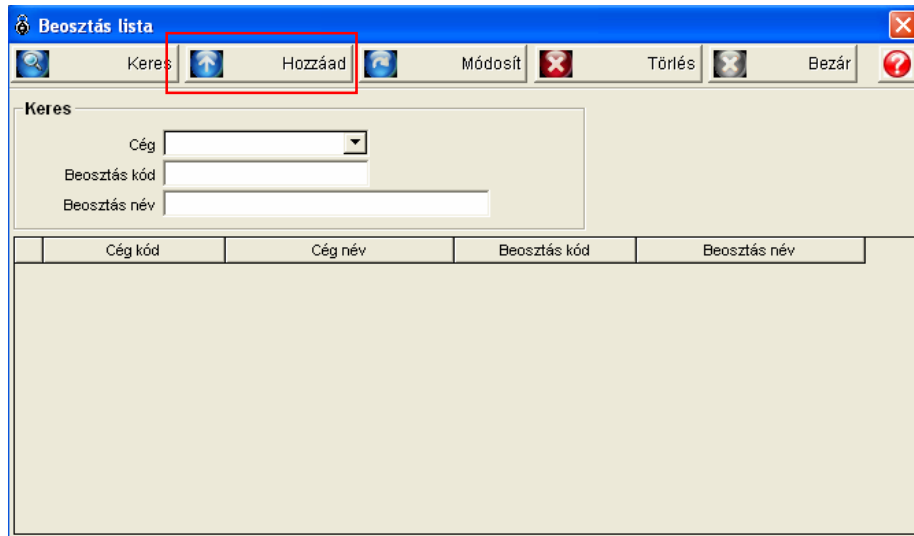 Beosztás lista
Keres Hozzáad Módosít Törlés Bezár ?
Keres
Cég
Beosztás kód
Beosztás név
Cég kód Cég név Beosztás kód Beosztás név